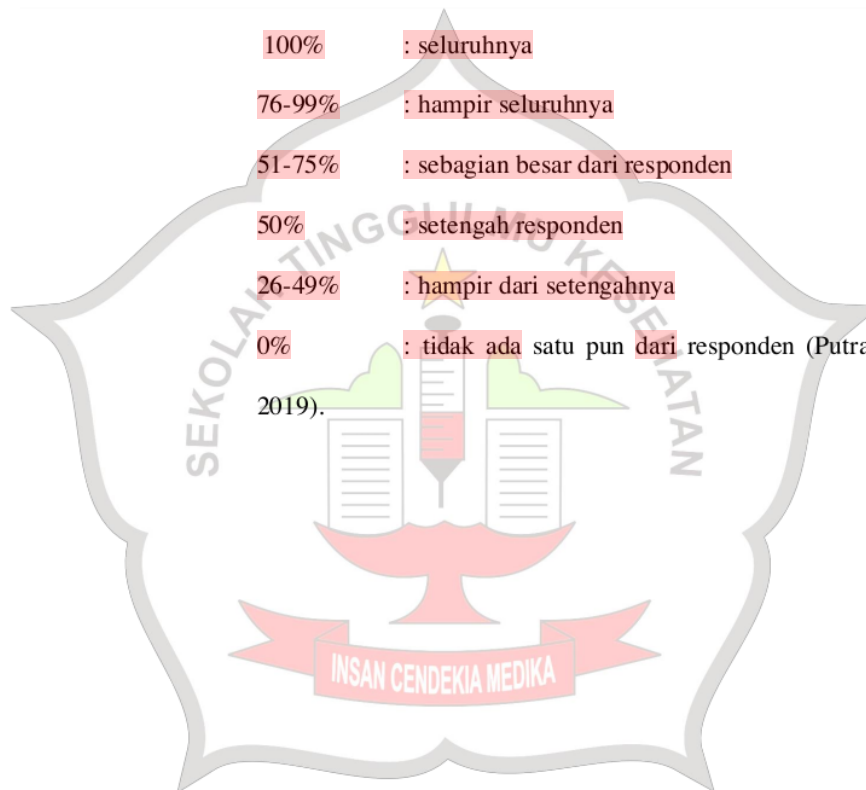 100% : seluruhnya
76-99% : hampir seluruhnya
51-75% : sebagian besar dari responden
50% : setengah responden
26-49% : hampir dari setengahnya
0% : tidak ada satu pun dari responden (Putra
2019).
SEKOLAH TINGGI ILMU KESEHATAN
INSAN CENDEKIA MEDIKA